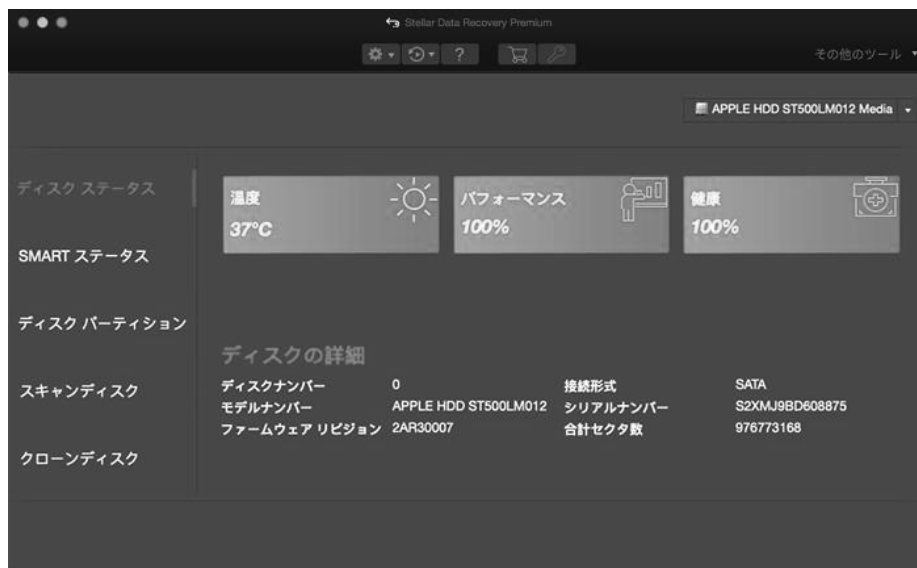 Stellar Data Recovery Premium
?
その他のツール
APPLE HDD ST500LM012 Media
ディスク ステータス
SMART ステータス
ディスク パーティション
スキャンディスク
クローンディスク
温度
37°C
パフォーマンス
100%
健康
100%
ディスクの詳細
ディスクナンバー 0 接続形式 SATA
モデルナンバー APPLE HDD ST500LM012 シリアルナンバー S2XMJ9BD608875
ファームウェア リビジョン 2AR30007 合計セクタ数 976773168